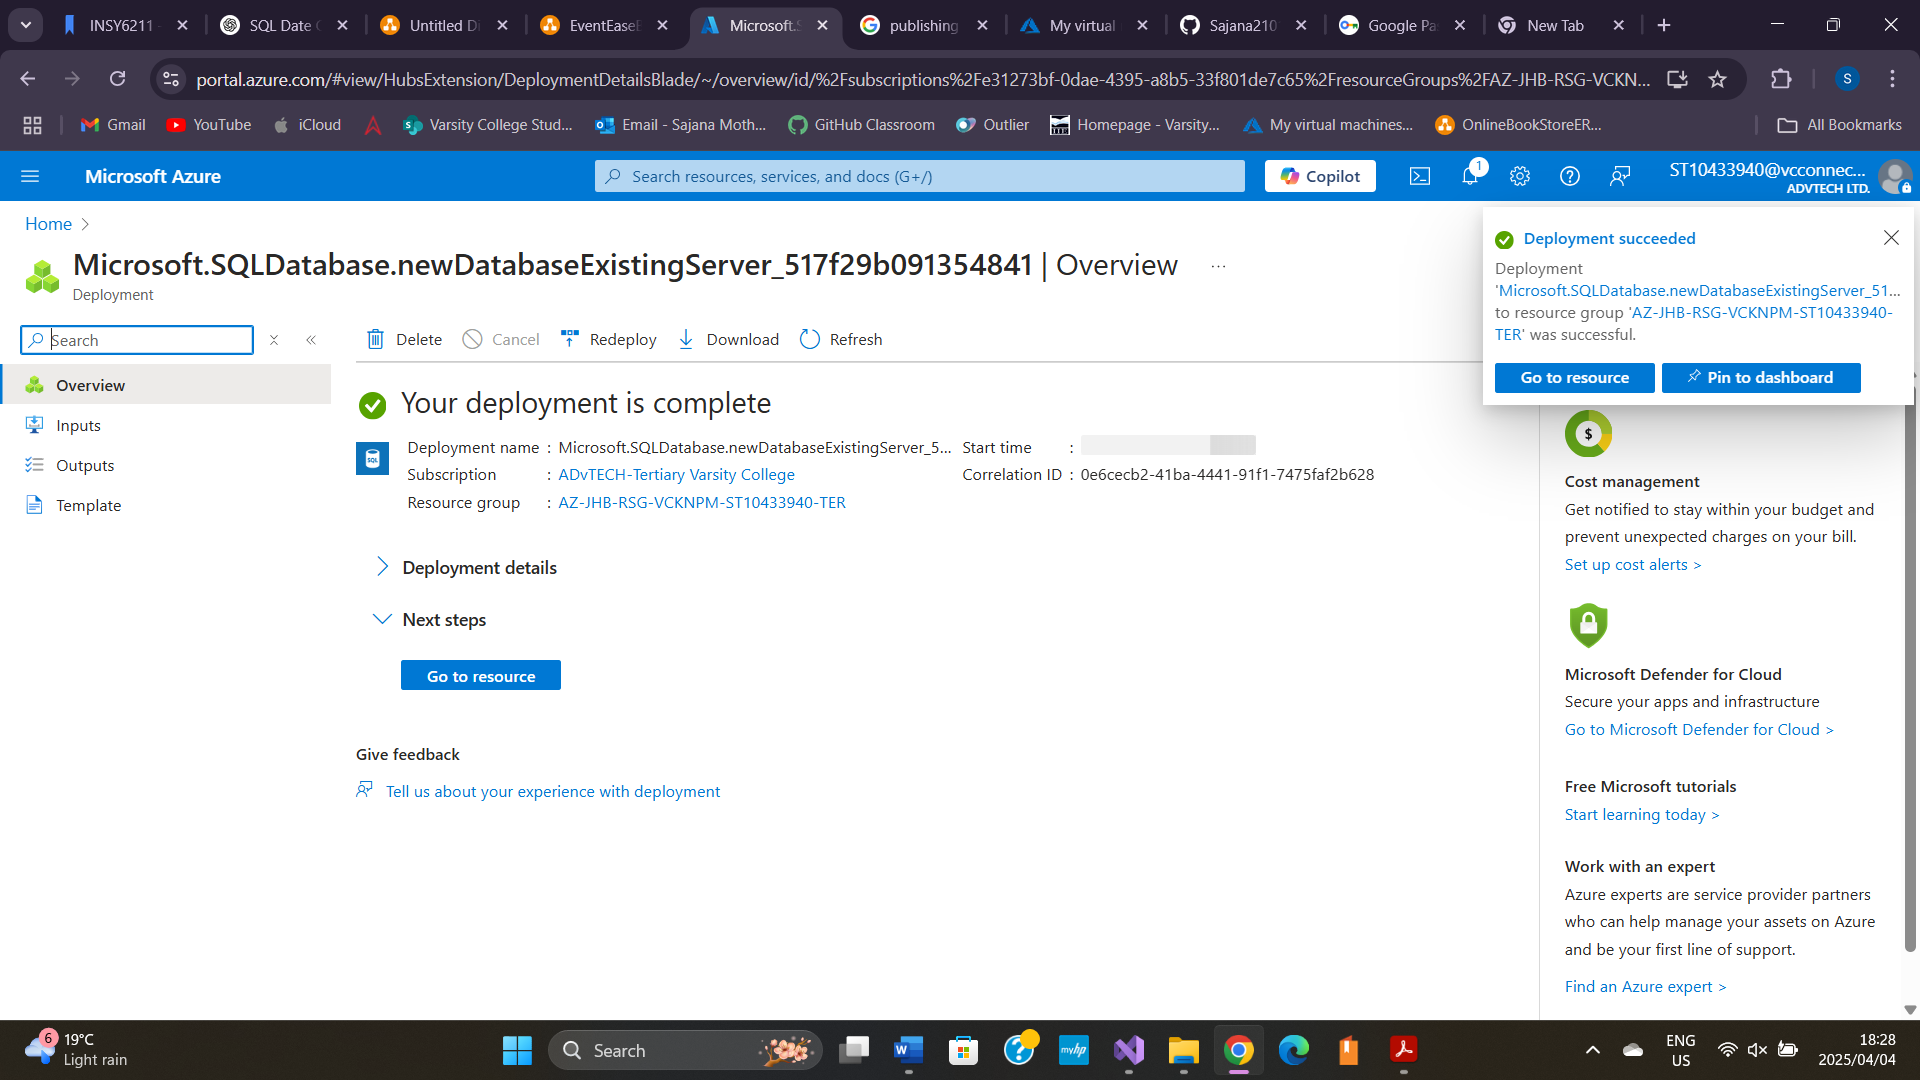 INSY6211 -
SQL Date C
Untitled Di
EventEaseE
Microsoft.S
publishing
My virtual
Sajana210
Google Pa
New Tab
portal.azure.com/#view/HubsExtension/DeploymentDetailsBlade/~/overview/id/%2Fsubscriptions%2Fe31273bf-0dae-4395-a8b5-33f801de7c65%2FresourceGroups%2FAZ-JHB-RSG-VCKN...
S
Gmail
YouTube
iCloud
Varsity College Stud...
Email - Sajana Moth...
GitHub Classroom
Outlier
Homepage - Varsity...
My virtual machines...
OnlineBookStoreER...
All Bookmarks
Microsoft Azure
Search resources, services, and docs (G+/)
Copilot
1
ST10433940@vcconnec...
ADVTECH LTD.
Home
Microsoft.SQLDatabase.newDatabaseExistingServer_517f29b091354841 | Overview ...
Deployment
Search
Overview
Inputs
Outputs
Template
Delete
Cancel
Redeploy
Download
Refresh
Your deployment is complete
Deployment name : Microsoft.SQLDatabase.newDatabaseExistingServer_5...
Subscription : ADvTECH-Tertiary Varsity College
Resource group : AZ-JHB-RSG-VCKNPM-ST10433940-TER
Start time :
Correlation ID : 0e6cecb2-41ba-4441-91f1-7475faf2b628
Deployment details
Next steps
Go to resource
Give feedback
Tell us about your experience with deployment
Deployment succeeded
Deployment
'Microsoft.SQLDatabase.newDatabaseExistingServer_51...
to resource group 'AZ-JHB-RSG-VCKNPM-ST10433940-
TER' was successful.
Go to resource
Pin to dashboard
$
Cost management
Get notified to stay within your budget and
prevent unexpected charges on your bill.
Set up cost alerts >
Microsoft Defender for Cloud
Secure your apps and infrastructure
Go to Microsoft Defender for Cloud >
Free Microsoft tutorials
Start learning today >
Work with an expert
Azure experts are service provider partners
who can help manage your assets on Azure
and be your first line of support.
Find an Azure expert >
6
19°C
Light rain
Search
ENG
US
18:28
2025/04/04